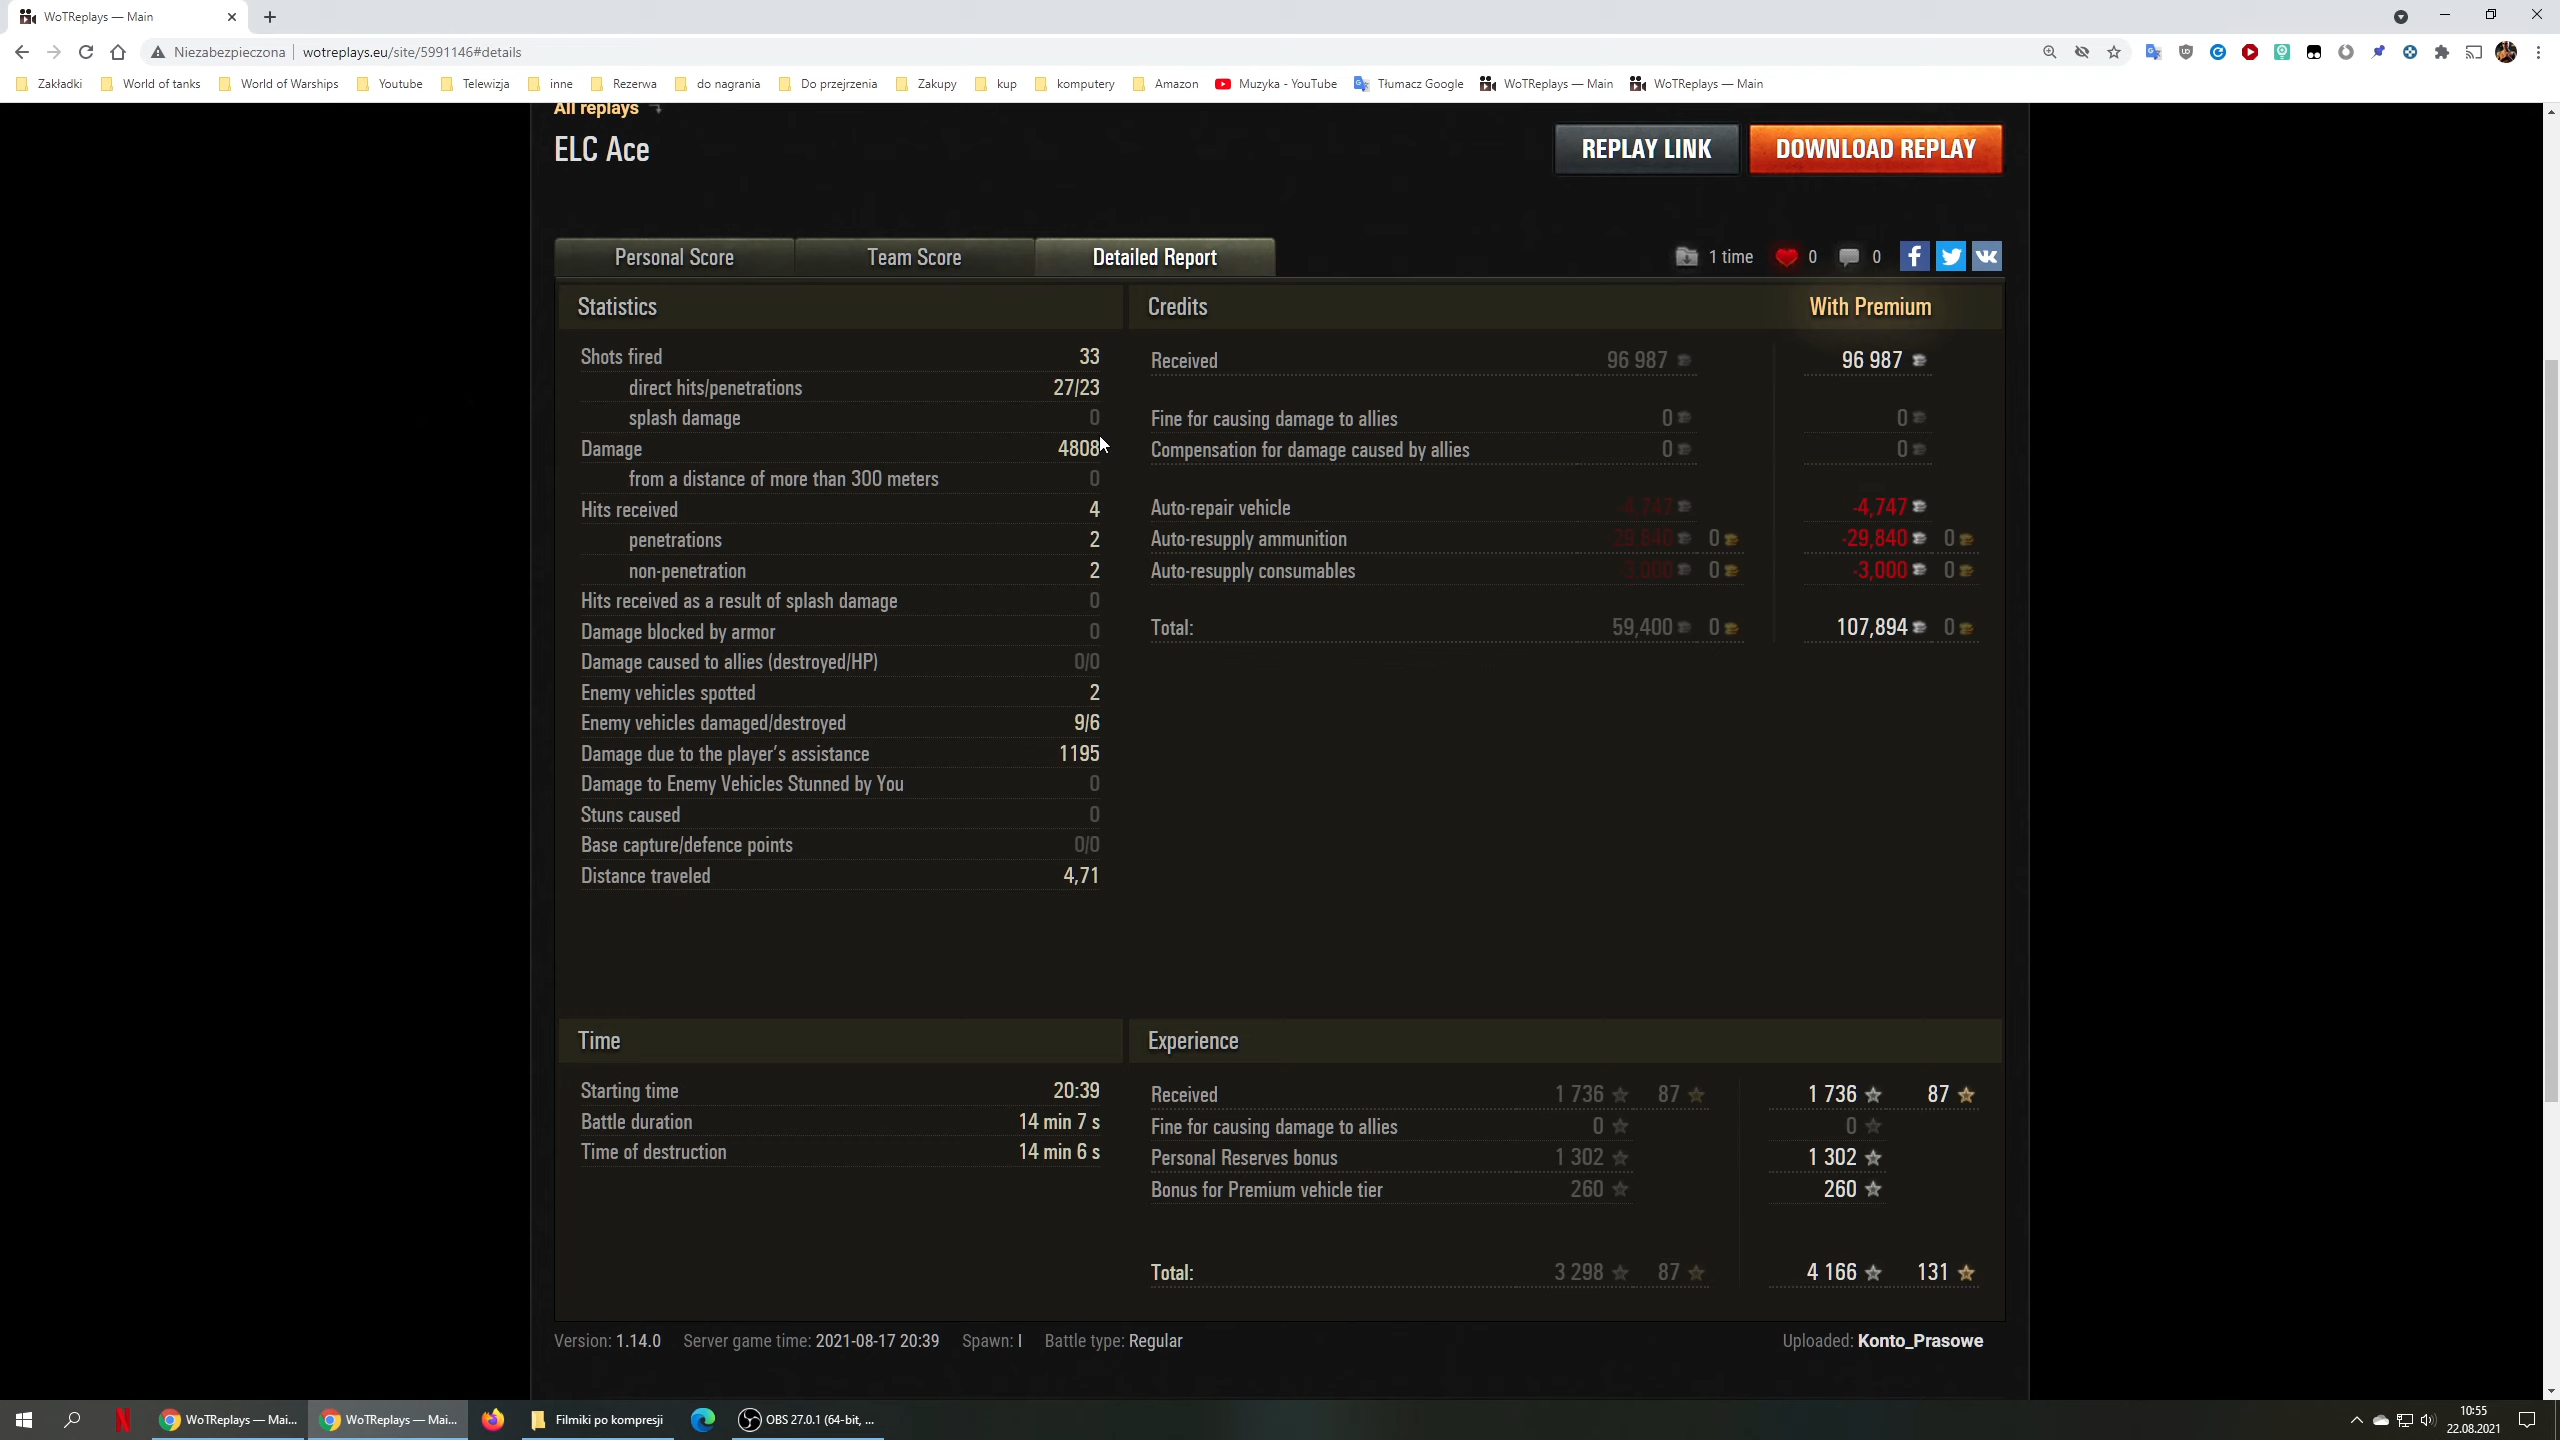 WoTReplays — Main
Niezabezpieczona | wotreplays.eu/site/5991146#details
Zakładki World of tanks World of Warships Youtube Telewizja inne Rezerwa do nagrania Do przejrzenia Zakupy kup komputery Amazon Muzyka - YouTube Tłumacz Google WoTReplays — Main WoTReplays — Main
All replays
ELC Ace
REPLAY LINK DOWNLOAD REPLAY
Personal Score Team Score Detailed Report 1 time 0 0
Statistics Credits With Premium
Shots fired 33
direct hits/penetrations 27/23
splash damage 0
Damage 4808
from a distance of more than 300 meters 0
Hits received 4
penetrations 2
non-penetration 2
Hits received as a result of splash damage 0
Damage blocked by armor 0
Damage caused to allies (destroyed/HP) 0/0
Enemy vehicles spotted 2
Enemy vehicles damaged/destroyed 9/6
Damage due to the player's assistance 1195
Damage to Enemy Vehicles Stunned by You 0
Stuns caused 0
Base capture/defence points 0/0
Distance traveled 4,71
Received 96 987 96 987
Fine for causing damage to allies 0 0
Compensation for damage caused by allies 0 0
Auto-repair vehicle -4,747 -4,747
Auto-resupply ammunition -29,840 0 -29,840 0
Auto-resupply consumables -3,000 0 -3,000 0
Total: 59,400 0 107,894 0
Time Experience
Starting time 20:39
Battle duration 14 min 7 s
Time of destruction 14 min 6 s
Received 1 736 87 1 736 87
Fine for causing damage to allies 0 0
Personal Reserves bonus 1 302 1 302
Bonus for Premium vehicle tier 260 260
Total: 3 298 87 4 166 131
Version: 1.14.0 Server game time: 2021-08-17 20:39 Spawn: I Battle type: Regular Uploaded: Konto_Prasowe
WoTReplays — Mai... WoTReplays — Mai... Filmiki po kompresji OBS 27.0.1 (64-bit, ... 10:55
22.08.2021